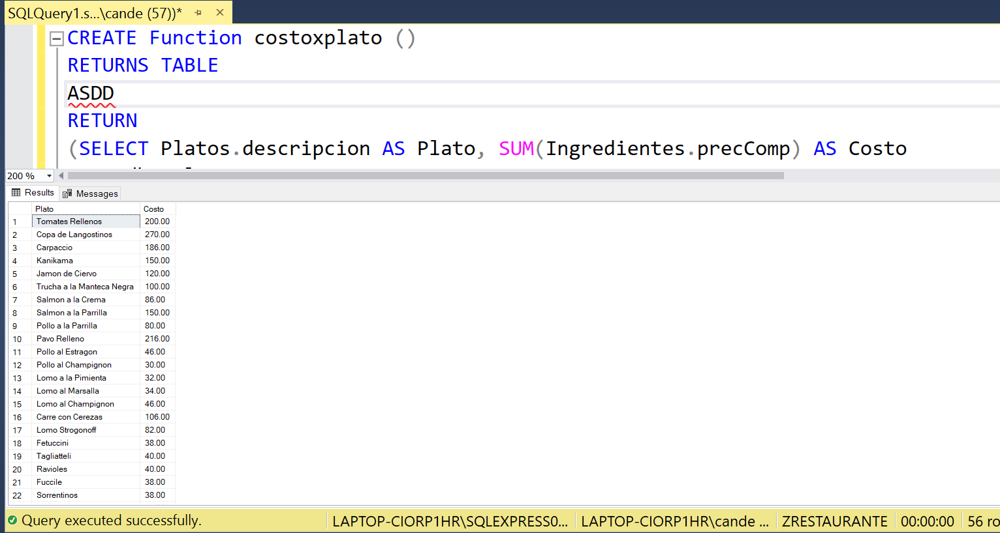 SQLQuery1.s...\cande (57))*
CREATE Function costoxplato ()
RETURNS TABLE
ASDD
RETURN
(SELECT Platos.descripcion AS Plato, SUM(Ingredientes.precComp) AS Costo
200 %
Results Messages
Plato Costo
1 Tomates Rellenos 200.00
2 Copa de Langostinos 270.00
3 Carpaccio 186.00
4 Kanikama 150.00
5 Jamon de Ciervo 120.00
6 Trucha a la Manteca Negra 100.00
7 Salmon a la Crema 86.00
8 Salmon a la Parrilla 150.00
9 Pollo a la Parrilla 80.00
10 Pavo Relleno 216.00
11 Pollo al Estragon 46.00
12 Pollo al Champignon 30.00
13 Lomo a la Pimienta 32.00
14 Lomo al Marsalla 34.00
15 Lomo al Champignon 46.00
16 Carre con Cerezas 106.00
17 Lomo Strogonoff 82.00
18 Fetuccini 38.00
19 Tagliatteli 40.00
20 Ravioles 40.00
21 Fuccile 38.00
22 Sorrentinos 38.00
Query executed successfully. LAPTOP-CIORP1HR\SQLEXPRESS0... LAPTOP-CIORP1HR\cande ... ZRESTAURANTE 00:00:00 56 ro